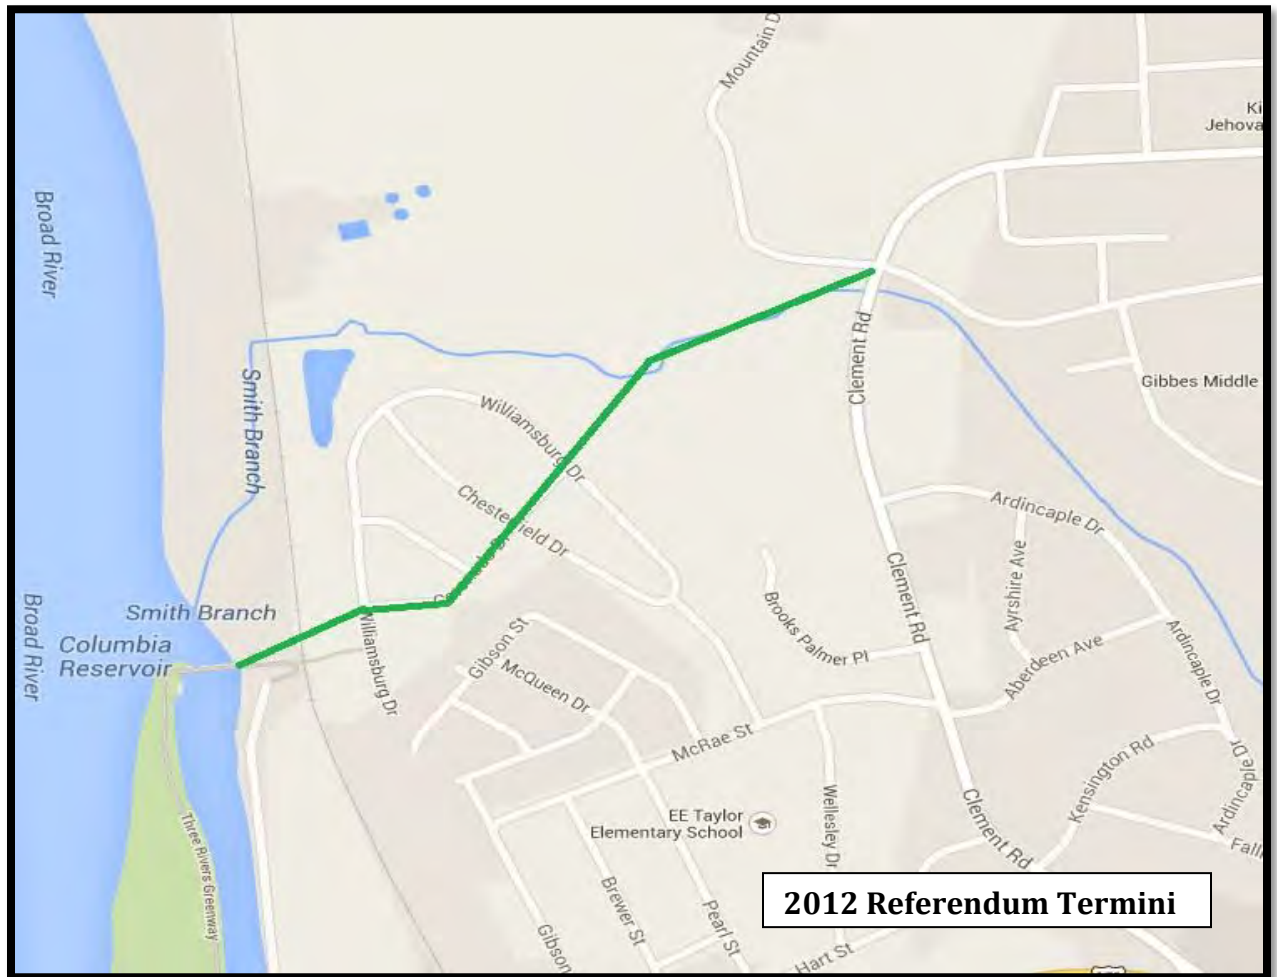 Mountain D
Ki
Jehova
Broad River
Clement Rd
Gibbes Middle
Smith Branch
Williamsburg Dr
Chesterfield Dr
Ardincaple Dr
Ayrshire Ave
Clement Rd
Broad River
Smith Branch
Columbia
Reservoir
Williamsburg Dr
Gibson St
McQueen Dr
Brooks Palmer Pl
Aberdeen Ave
Ardincaple Dr
McRae St
Kensington Rd
Ardincaple Dr
EE Taylor
Elementary School
Wellesley Dr
Clement Rd
Fall
Three Rivers Greenway
Brewer St
Pearl St
Gibson
Hart St
2012 Referendum Termini